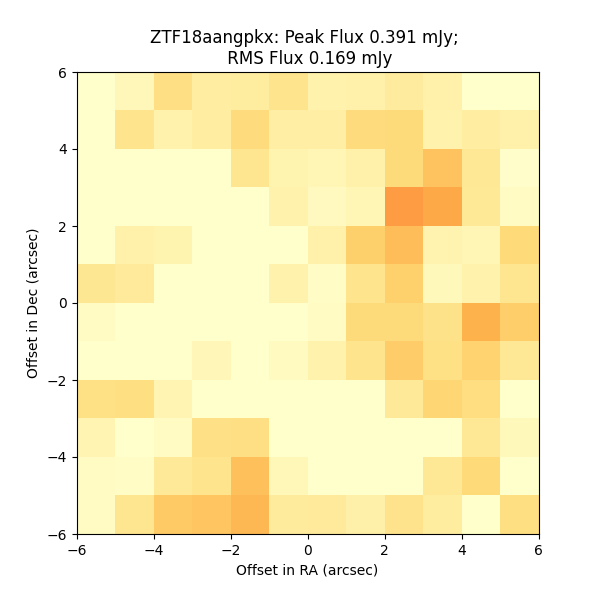 ZTF18aangpkx: Peak Flux 0.391 mJy;
RMS Flux 0.169 mJy
6
4
2
0
−2
−4
−6
Offset in Dec (arcsec)
−6 −4 −2 0 2 4 6
Offset in RA (arcsec)